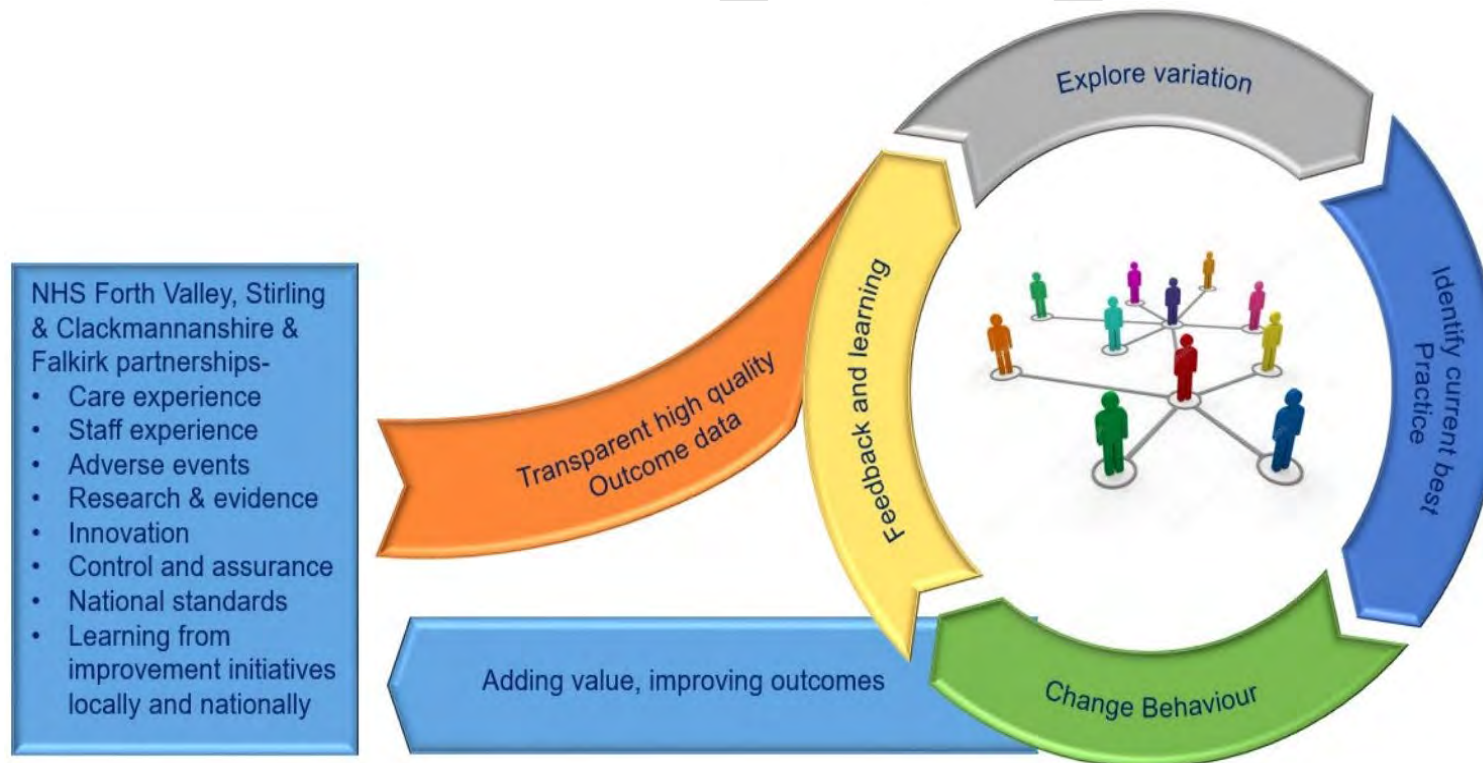 NHS Forth Valley, Stirling
& Clackmannanshire &
Falkirk partnerships-
• Care experience
• Staff experience
• Adverse events
• Research & evidence
• Innovation
• Control and assurance
• National standards
• Learning from
improvement initiatives
locally and nationally
Transparent high quality
Outcome data
Feedback and learning
Explore variation
Identify current best
Practice
Change Behaviour
Adding value, improving outcomes